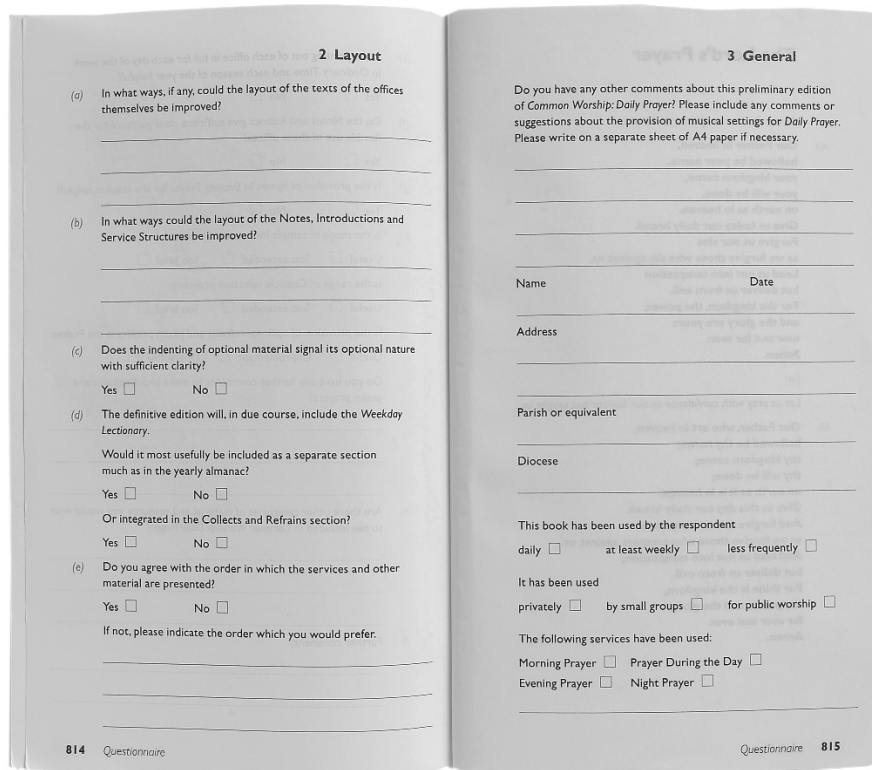 2 Layout
(a) In what ways, if any, could the layout of the texts of the offices
themselves be improved?
(b) In what ways could the layout of the Notes, Introductions and
Service Structures be improved?
(c) Does the indenting of optional material signal its optional nature
with sufficient clarity?
Yes No
(d) The definitive edition will, in due course, include the Weekday
Lectionary.
Would it most usefully be included as a separate section
much as in the yearly almanac?
Yes No
Or integrated in the Collects and Refrains section?
Yes No
(e) Do you agree with the order in which the services and other
material are presented?
Yes No
If not, please indicate the order which you would prefer.
814 Questionnaire
3 General
Do you have any other comments about this preliminary edition
of Common Worship: Daily Prayer? Please include any comments or
suggestions about the provision of musical settings for Daily Prayer.
Please write on a separate sheet of A4 paper if necessary.
Name Date
Address
Parish or equivalent
Diocese
This book has been used by the respondent
daily at least weekly less frequently
It has been used
privately by small groups for public worship
The following services have been used:
Morning Prayer Prayer During the Day
Evening Prayer Night Prayer
Questionnaire 815